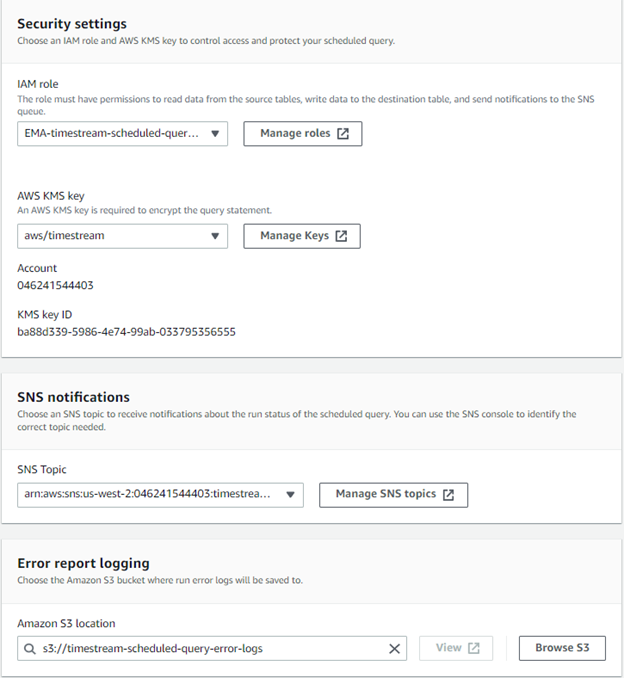 Security settings
Choose an IAM role and AWS KMS key to control access and protect your scheduled query.
IAM role
The role must have permissions to read data from the source tables, write data to the destination table, and send notifications to the SNS
queue.
EMA-timestream-scheduled-quer...
Manage roles
AWS KMS key
An AWS KMS key is required to encrypt the query statement.
aws/timestream
Manage Keys
Account
046241544403
KMS key ID
ba88d339-5986-4e74-99ab-033795356555
SNS notifications
Choose an SNS topic to receive notifications about the run status of the scheduled query. You can use the SNS console to identify the
correct topic needed.
SNS Topic
arn:aws:sns:us-west-2:046241544403:timestrea...
Manage SNS topics
Error report logging
Choose the Amazon S3 bucket where run error logs will be saved to.
Amazon S3 location
s3://timestream-scheduled-query-error-logs
View
Browse S3